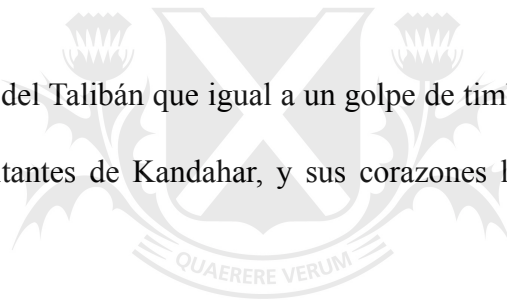 del Talibán que igual a un golpe de tim
tantes de Kandahar, y sus corazones h
QUAERERE VERUM